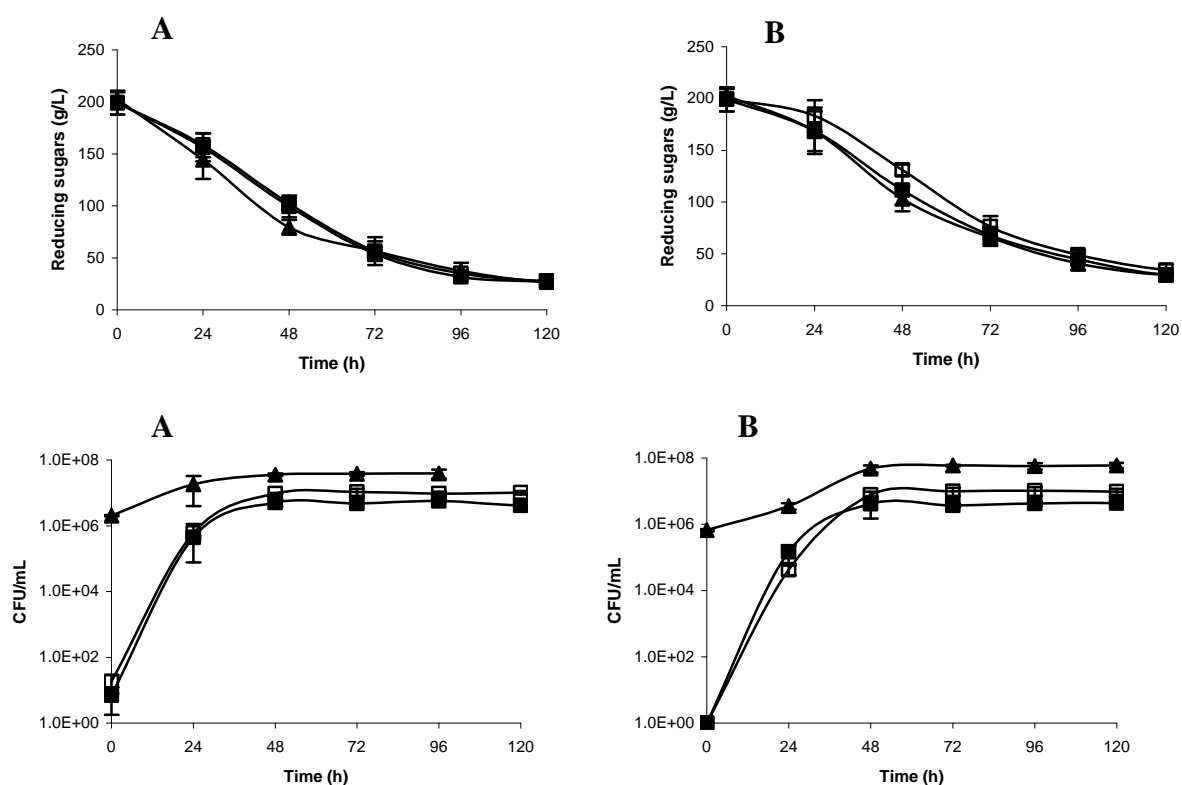 A
Reducing sugars (g/L)
250
200
150
100
50
0
0 24 48 72 96 120
Time (h)
B
Reducing sugars (g/L)
250
200
150
100
50
0
0 24 48 72 96 120
Time (h)
A
CFU/mL
1.0E+08
1.0E+06
1.0E+04
1.0E+02
1.0E+00
0 24 48 72 96 120
Time (h)
B
CFU/mL
1.0E+08
1.0E+06
1.0E+04
1.0E+02
1.0E+00
0 24 48 72 96 120
Time (h)